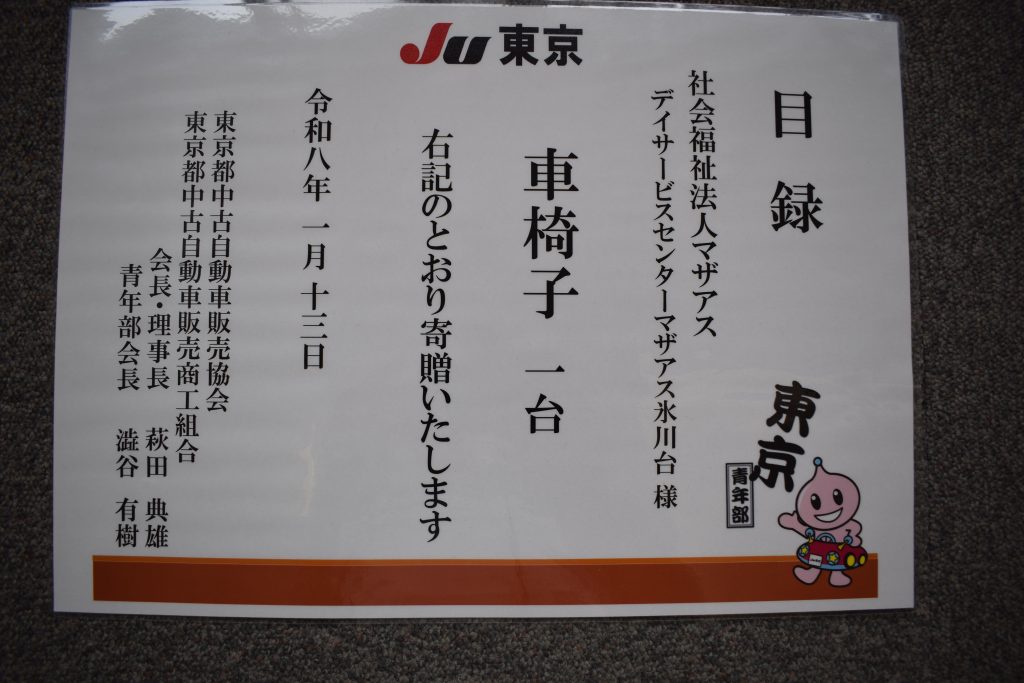 JU東京
目録
社会福祉法人マザアス
デイサービスセンターマザアス氷川台 様
車椅子 一台
右記のとおり寄贈いたします
令和八年 一月 十三日
東京都中古自動車販売協会
東京都中古自動車販売商工組合
会長・理事長 萩田 典雄
青年部会長 澁谷 有樹
東京
青年部